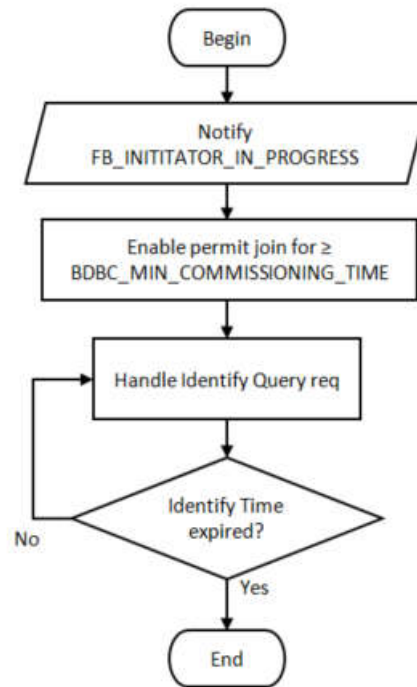 Begin
Notify
FB_INITITATOR_IN_PROGRESS
Enable permit join for ≥
BDBC_MIN_COMMISSIONING_TIME
Handle Identify Query req
Identify Time
expired?
No
Yes
End